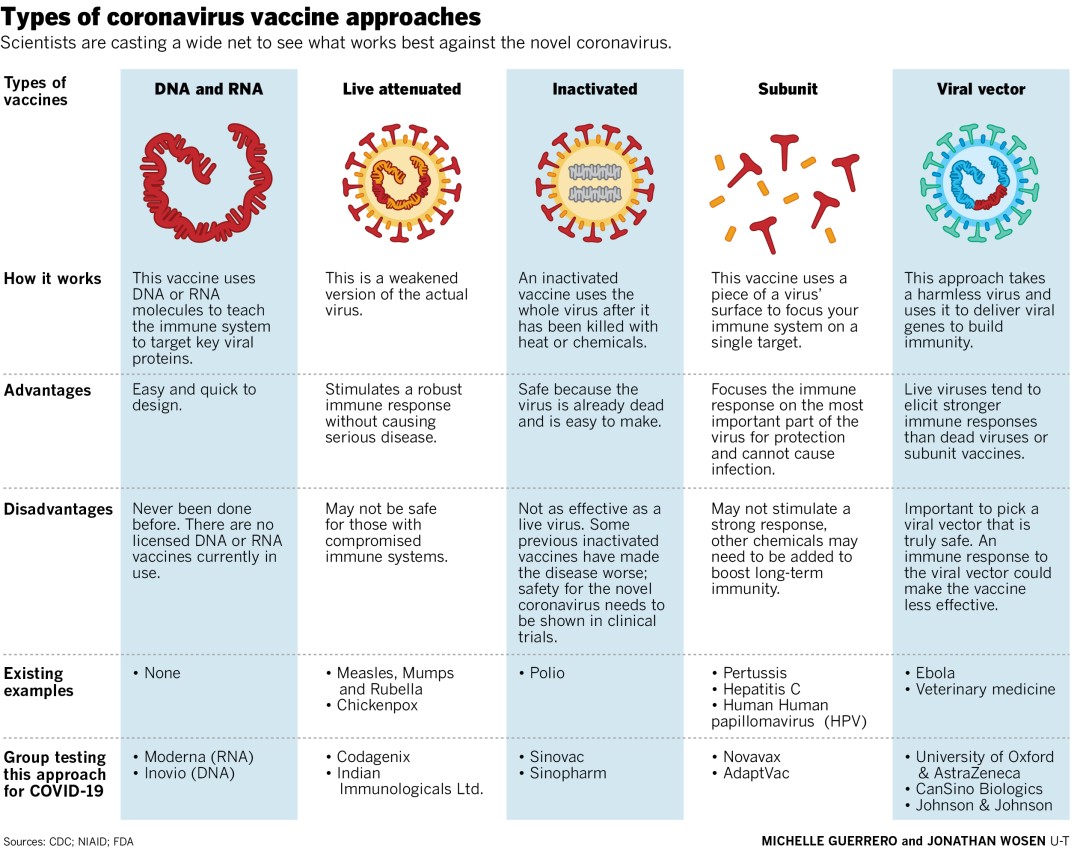 Types of coronavirus vaccine approaches
Scientists are casting a wide net to see what works best against the novel coronavirus.
Types of
vaccines
DNA and RNA
Live attenuated
Inactivated
Subunit
Viral vector
How it works
This vaccine uses
DNA or RNA
molecules to teach
the immune system
to target key viral
proteins.
This is a weakened
version of the actual
virus.
An inactivated
vaccine uses the
whole virus after it
has been killed with
heat or chemicals.
This vaccine uses a
piece of a virus’
surface to focus your
immune system on a
single target.
This approach takes
a harmless virus and
uses it to deliver viral
genes to build
immunity.
Advantages
Easy and quick to
design.
Stimulates a robust
immune response
without causing
serious disease.
Safe because the
virus is already dead
and is easy to make.
Focuses the immune
response on the most
important part of the
virus for protection
and cannot cause
infection.
Live viruses tend to
elicit stronger
immune responses
than dead viruses or
subunit vaccines.
Disadvantages
Never been done
before. There are no
licensed DNA or RNA
vaccines currently in
use.
May not be safe
for those with
compromised
immune systems.
Not as effective as a
live virus. Some
previous inactivated
vaccines have made
the disease worse;
safety for the novel
coronavirus needs to
be shown in clinical
trials.
May not stimulate a
strong response,
other chemicals may
need to be added to
boost long-term
immunity.
Important to pick a
viral vector that is
truly safe. An
immune response to
the viral vector could
make the vaccine
less effective.
Existing
examples
• None
• Measles, Mumps
and Rubella
• Chickenpox
• Polio
• Pertussis
• Hepatitis C
• Human Human
papillomavirus (HPV)
• Ebola
• Veterinary medicine
Group testing
this approach
for COVID-19
• Moderna (RNA)
• Inovio (DNA)
• Codagenix
• Indian
Immunologicals Ltd.
• Sinovac
• Sinopharm
• Novavax
• AdaptVac
• University of Oxford
& AstraZeneca
• CanSino Biologics
• Johnson & Johnson
Sources: CDC; NIAID; FDA
MICHELLE GUERRERO and JONATHAN WOSEN U-T